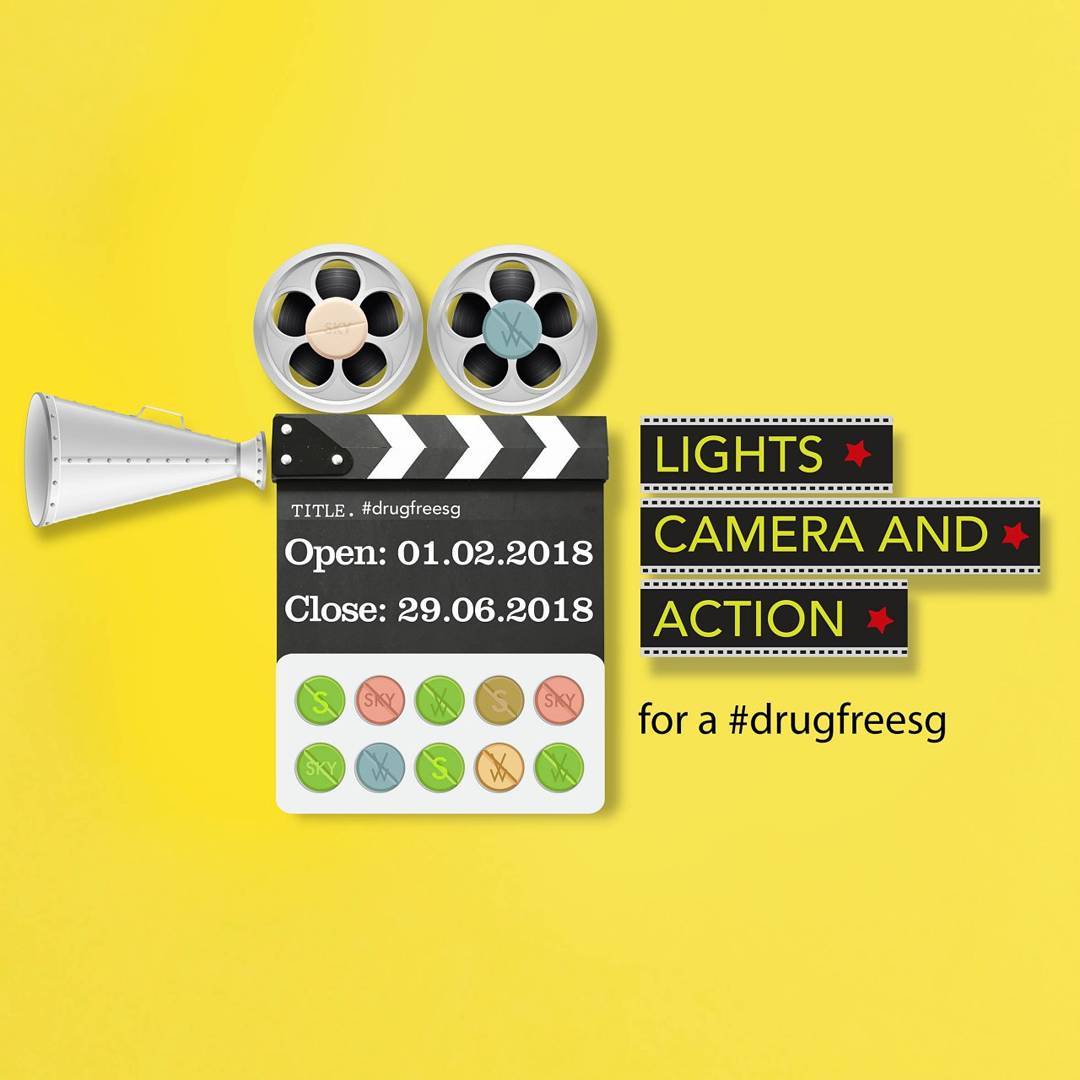 SKY
W
LIGHTS
CAMERA AND
ACTION
for a #drugfreesg
TITLE. #drugfreesg
Open: 01.02.2018
Close: 29.06.2018
S SKY W S SKY
SKY W S W W